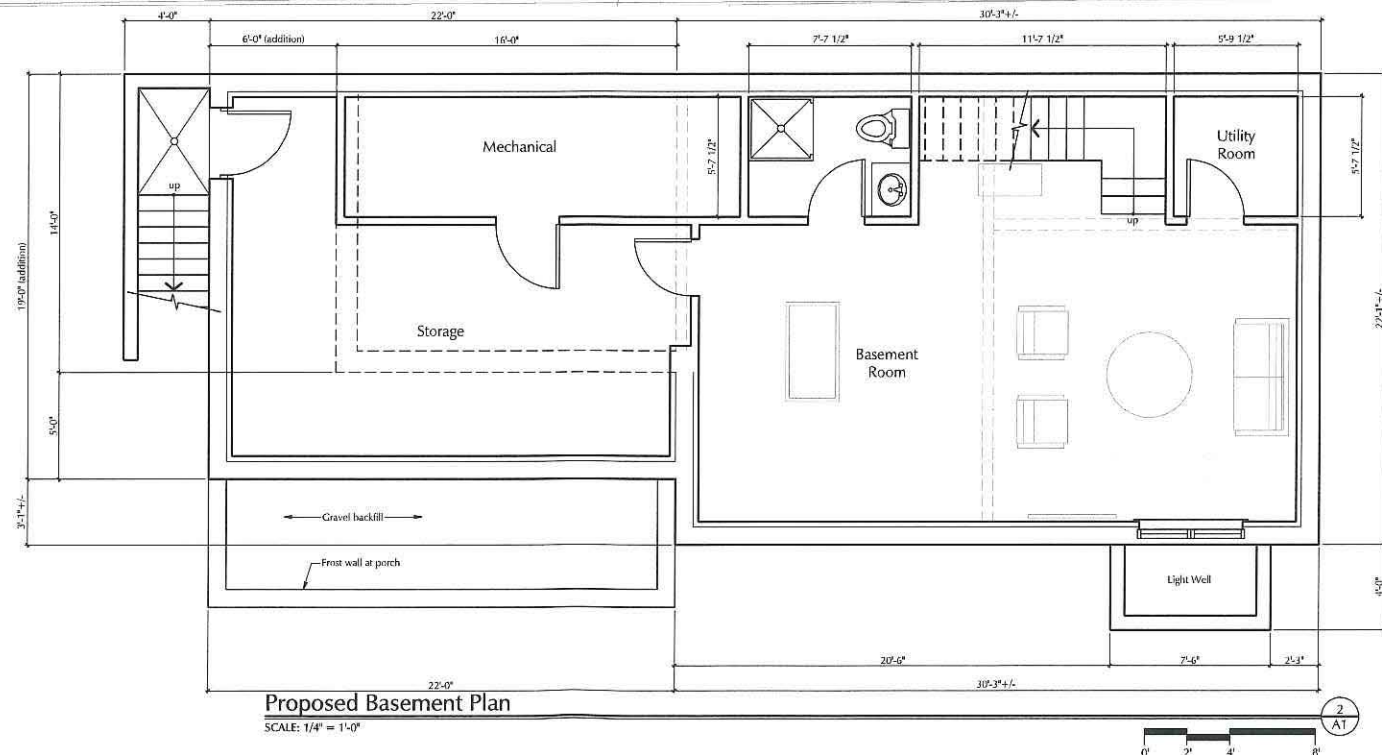 4'-0"
22'-0"
30'-3"+/-
6'-0" (addition)
16'-0"
7'-7 1/2"
11'-7 1/2"
5'-9 1/2"
Mechanical
5'-7 1/2"
Utility
Room
5'-7 1/2"
up
up
14'-0"
19'-0" (addition)
22'-1"+/-
Storage
Basement
Room
5'-0"
3'-1"+/-
Gravel backfill
Frost wall at porch
Light Well
4'-0"
20'-6"
7'-6"
2'-3"
22'-0"
30'-3"+/-
Proposed Basement Plan
SCALE: 1/4" = 1'-0"
2
A1
0'
2'
4'
8'